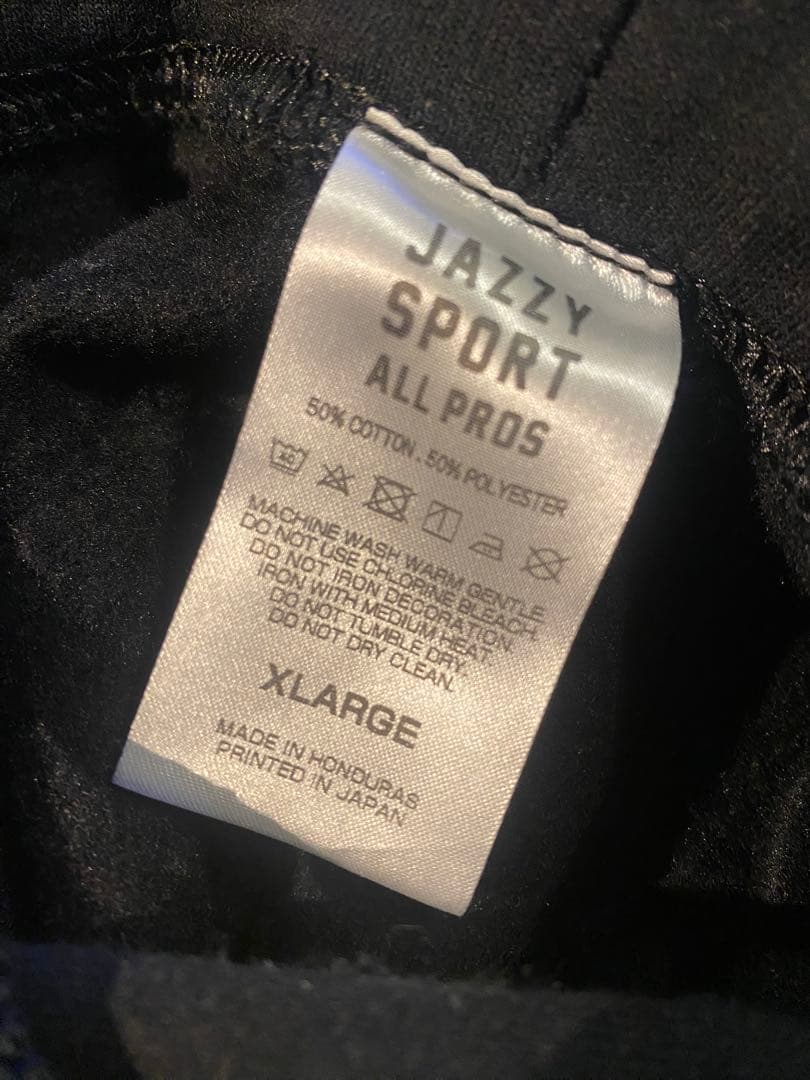 JAZZY
SPORT
ALL PROS
50% COTTON . 50% POLYESTER
40
MACHINE WASH WARM GENTLE.
DO NOT USE CHLORINE BLEACH.
DO NOT IRON DECORATION.
IRON WITH MEDIUM HEAT.
DO NOT TUMBLE DRY.
DO NOT DRY CLEAN.
XLARGE
MADE IN HONDURAS
PRINTED IN JAPAN